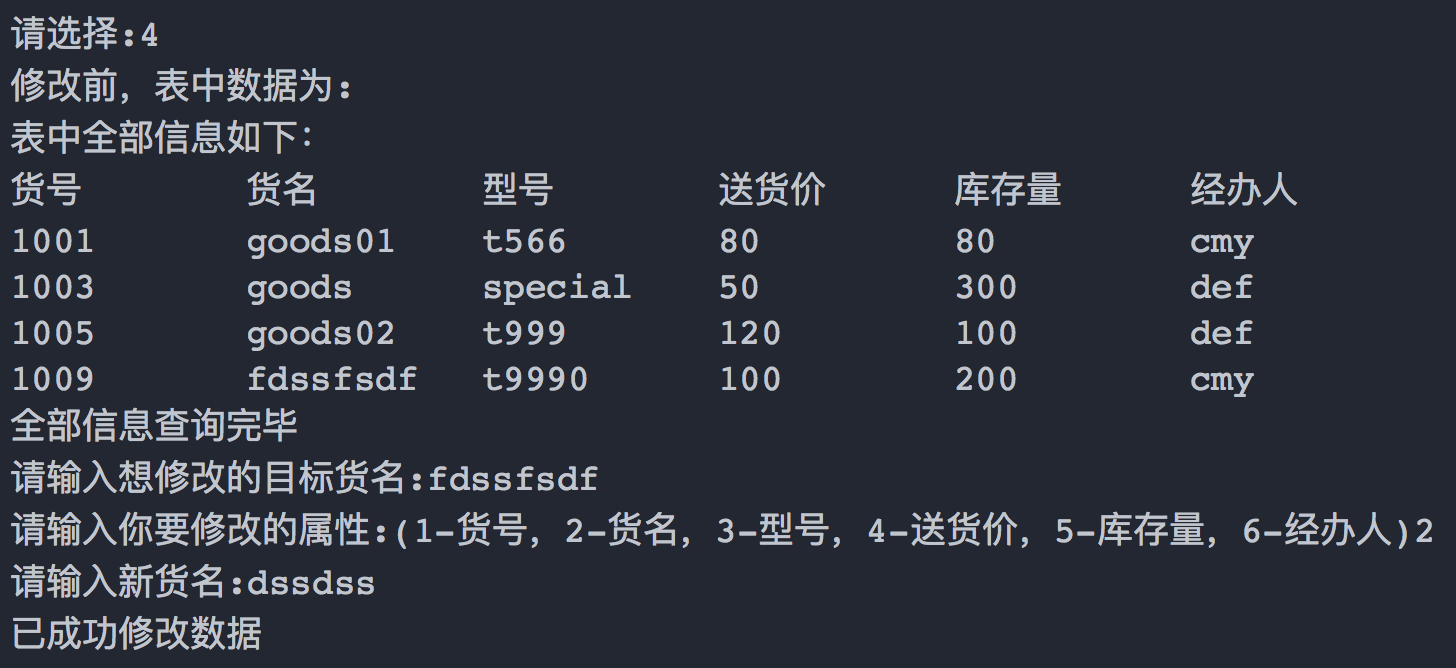 请选择:4
修改前，表中数据为：
表中全部信息如下：
货号 货名 型号 送货价 库存量 经办人
1001 goods01 t566 80 80 cmy
1003 goods special 50 300 def
1005 goods02 t999 120 100 def
1009 fdssfsdf t9990 100 200 cmy
全部信息查询完毕
请输入想修改的目标货名:fdssfsdf
请输入你要修改的属性:(1-货号，2-货名，3-型号，4-送货价，5-库存量，6-经办人)2
请输入新货名:dssdss
已成功修改数据